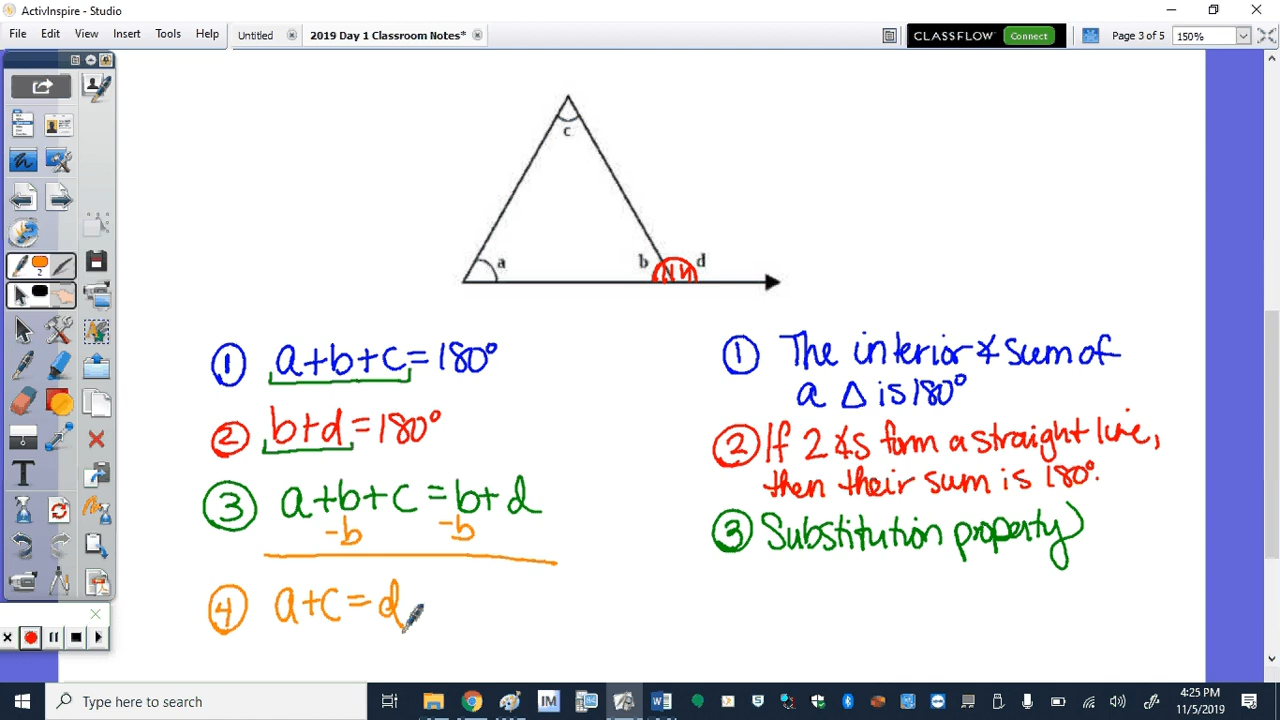 ActivInspire - Studio
File Edit View Insert Tools Help Untitled 2019 Day 1 Classroom Notes* CLASSFLOW Connect Page 3 of 5 150%
c
a b d
① a+b+c=180°
② b+d=180°
③ a+b+c=b+d
-b -b
④ a+c=d
① The interior ∡ sum of
a △ is 180°
② If 2 ∡s form a straight line,
then their sum is 180°.
③ Substitution property
2
T
Type here to search
IM
4:25 PM
11/5/2019